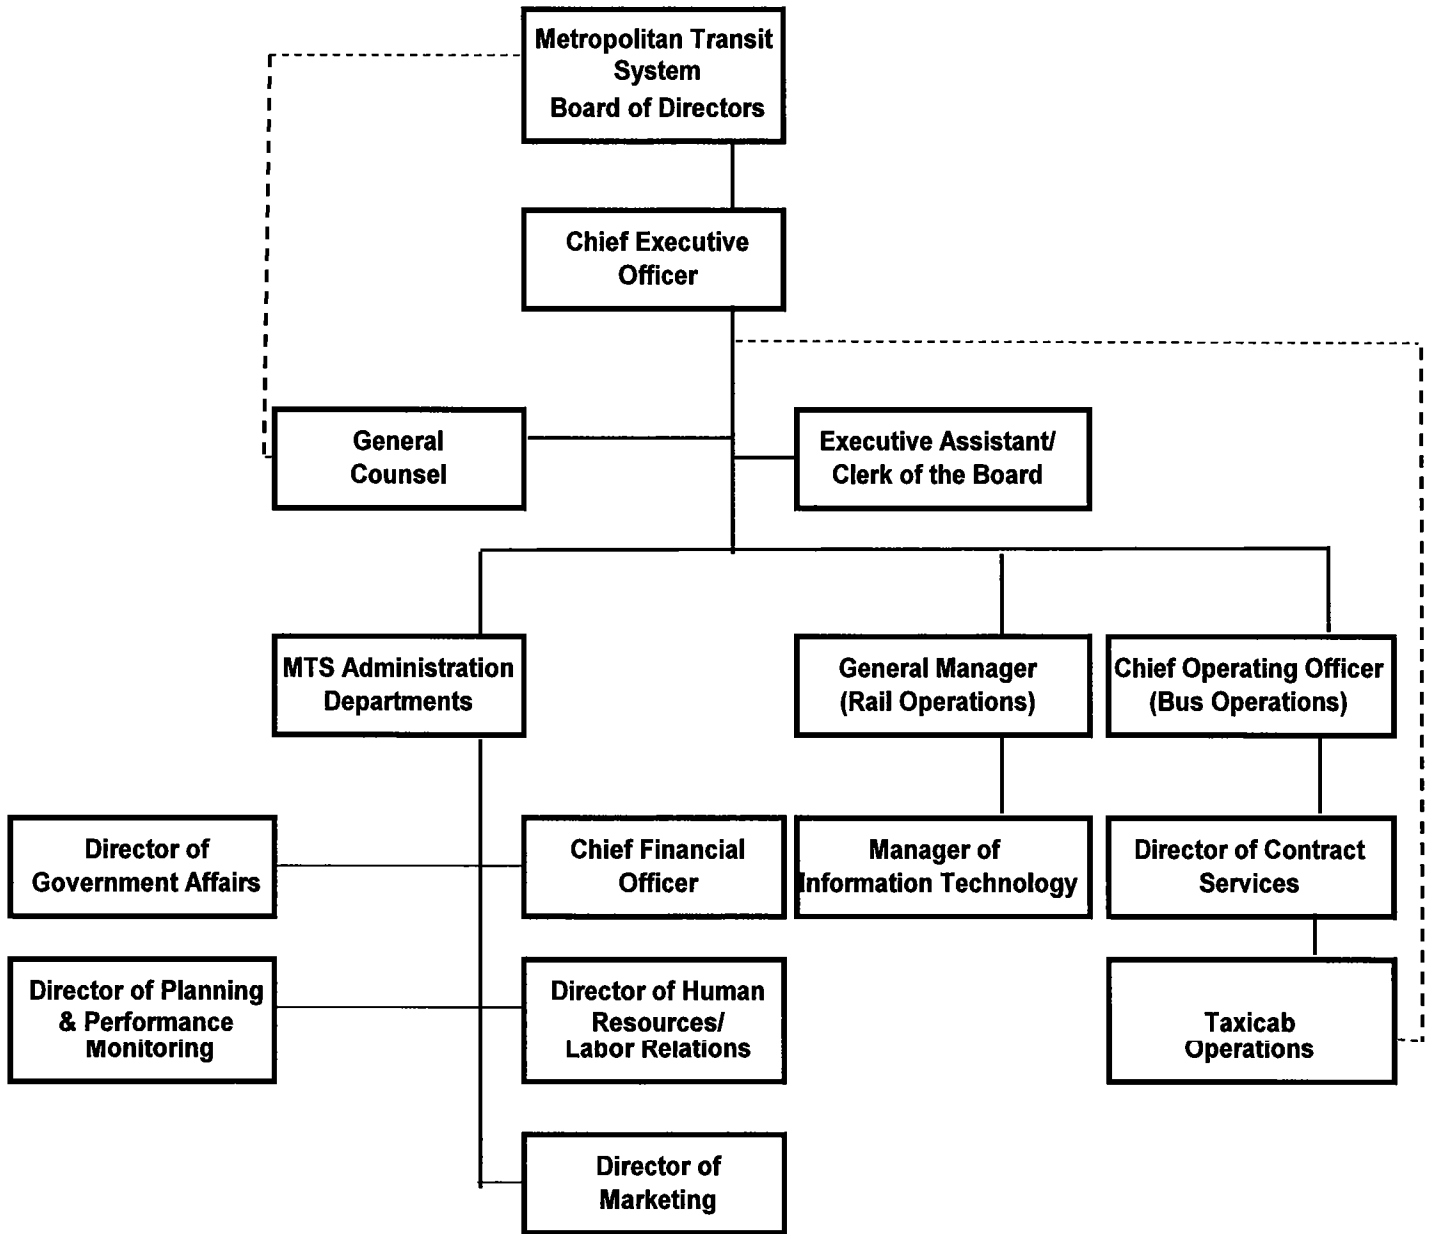 Metropolitan Transit
System
Board of Directors
Chief Executive
Officer
General
Counsel
Executive Assistant/
Clerk of the Board
MTS Administration
Departments
General Manager
(Rail Operations)
Chief Operating Officer
(Bus Operations)
Director of
Government Affairs
Chief Financial
Officer
Manager of
Information Technology
Director of Contract
Services
Director of Planning
& Performance
Monitoring
Director of Human
Resources/
Labor Relations
Taxicab
Operations
Director of
Marketing